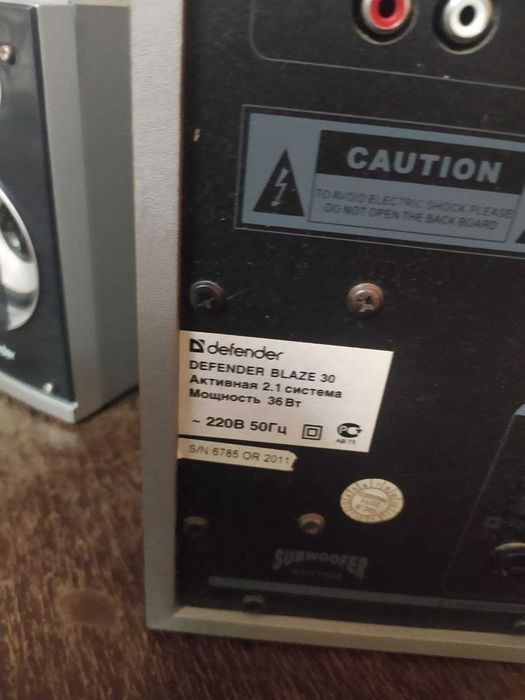 CAUTION
TO AVOID ELECTRIC SHOCK PLEASE
DO NOT OPEN THE BACK BOARD
defender
DEFENDER BLAZE 30
Активная 2.1 система
Мощность 36Вт
~ 220В 50Гц
АВ73
S/N:6785 OR 2011
SUBWOOFER